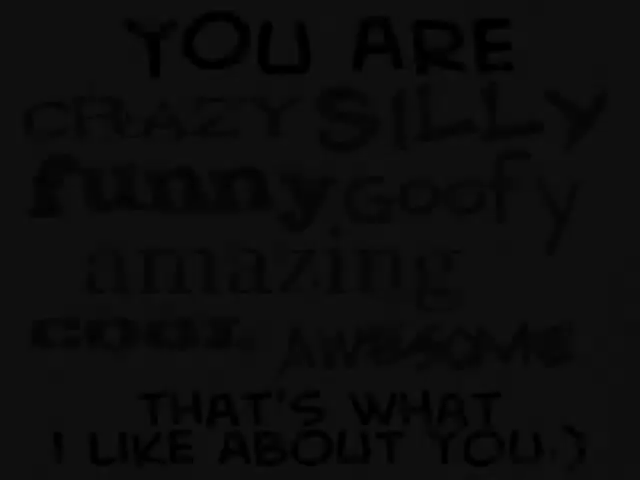 YOU ARE
CRAZY SILLY
funny GooFy
amazing
COOL AWESOME
THAT'S WHAT
I LIKE ABOUT YOU.)